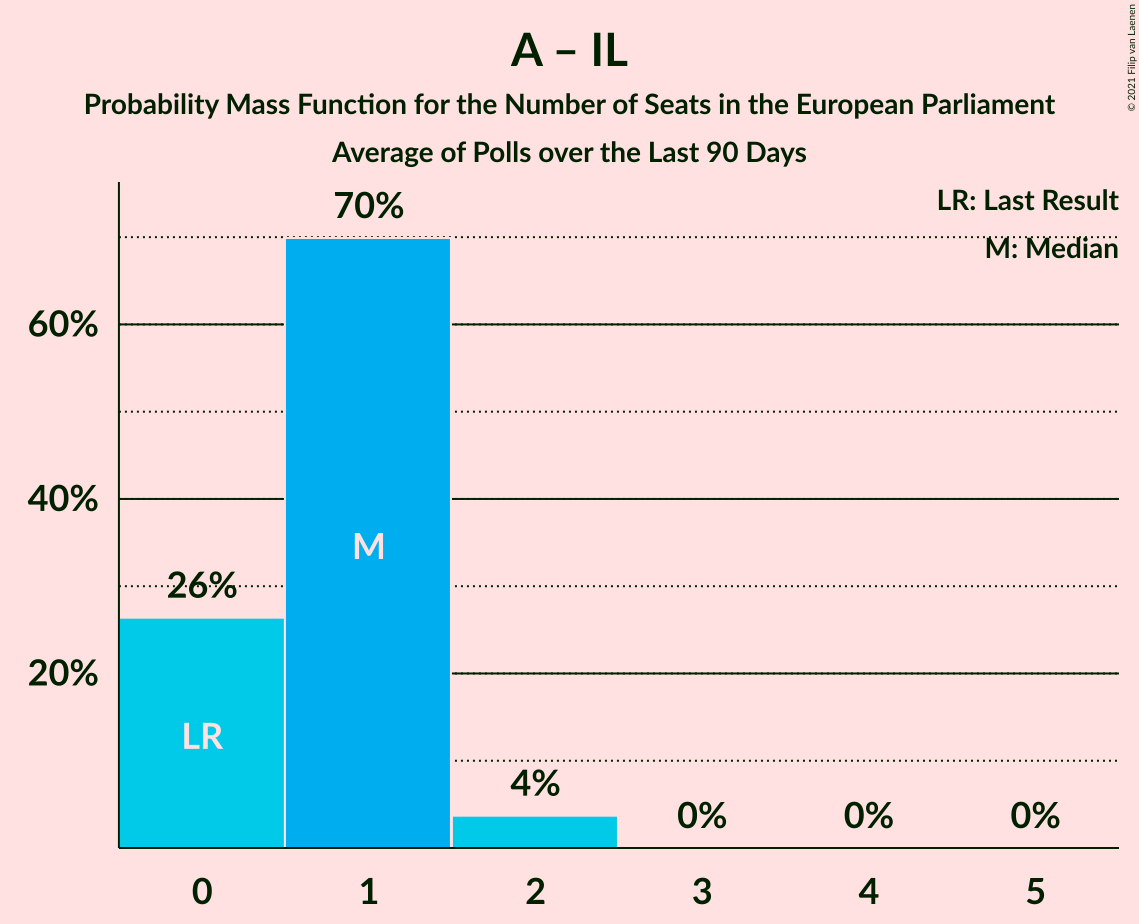 A – IL
Probability Mass Function for the Number of Seats in the European Parliament
Average of Polls over the Last 90 Days
© 2021 Filip van Laenen
LR: Last Result
M: Median
70%
60%
40%
20%
26%
M
LR
4%
0%
0%
0%
0 1 2 3 4 5